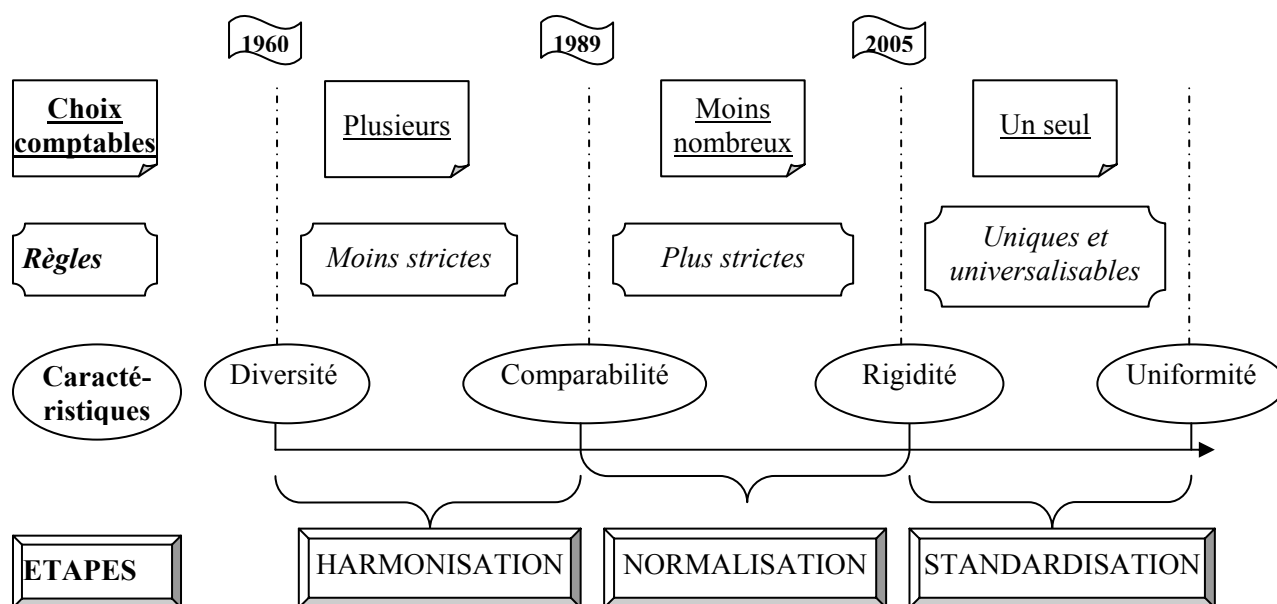 1960
1989
2005
Choix
comptables
Plusieurs
Moins
nombreux
Un seul
Règles
Moins strictes
Plus strictes
Uniques et
universalisables
Caracté-
ristiques
Diversité
Comparabilité
Rigidité
Uniformité
ETAPES
HARMONISATION
NORMALISATION
STANDARDISATION